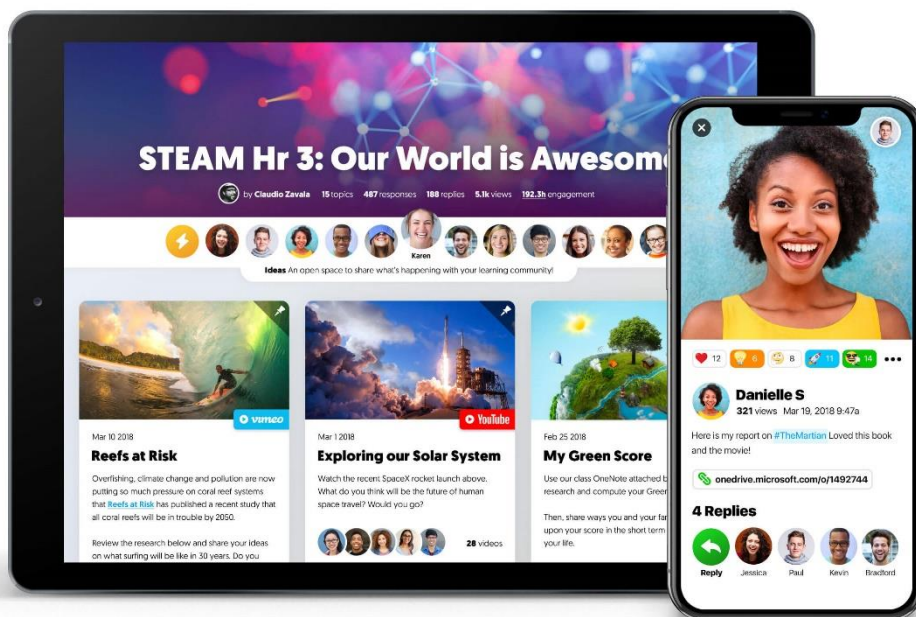 STEAM Hr 3: Our World is Awesom
by Claudio Zavala 15 topics 487 responses 188 replies 5.1k views 192.3h engagement
Karen
Ideas An open space to share what's happening with your learning community!
vimeo
Mar 10 2018
Reefs at Risk
Overfishing, climate change and pollution are now
putting so much pressure on coral reef systems
that Reefs at Risk has published a recent study that
all coral reefs will be in trouble by 2050.
Review the research below and share your ideas
on what surfing will be like in 30 years. Do you
YouTube
Mar 1 2018
Exploring our Solar System
Watch the recent SpaceX rocket launch above.
What do you think will be the future of human
space travel? Would you go?
28 videos
Feb 25 2018
My Green Score
Use our class OneNote attached b
research and compute your Green
Then, share ways you and your fam
upon your score in the short term
your life.
12 6 8 11 14
Danielle S
321 views Mar 19, 2018 9:47a
Here is my report on #TheMartian Loved this book
and the movie!
onedrive.microsoft.com/o/1492744
4 Replies
Reply Jessica Paul Kevin Bradford